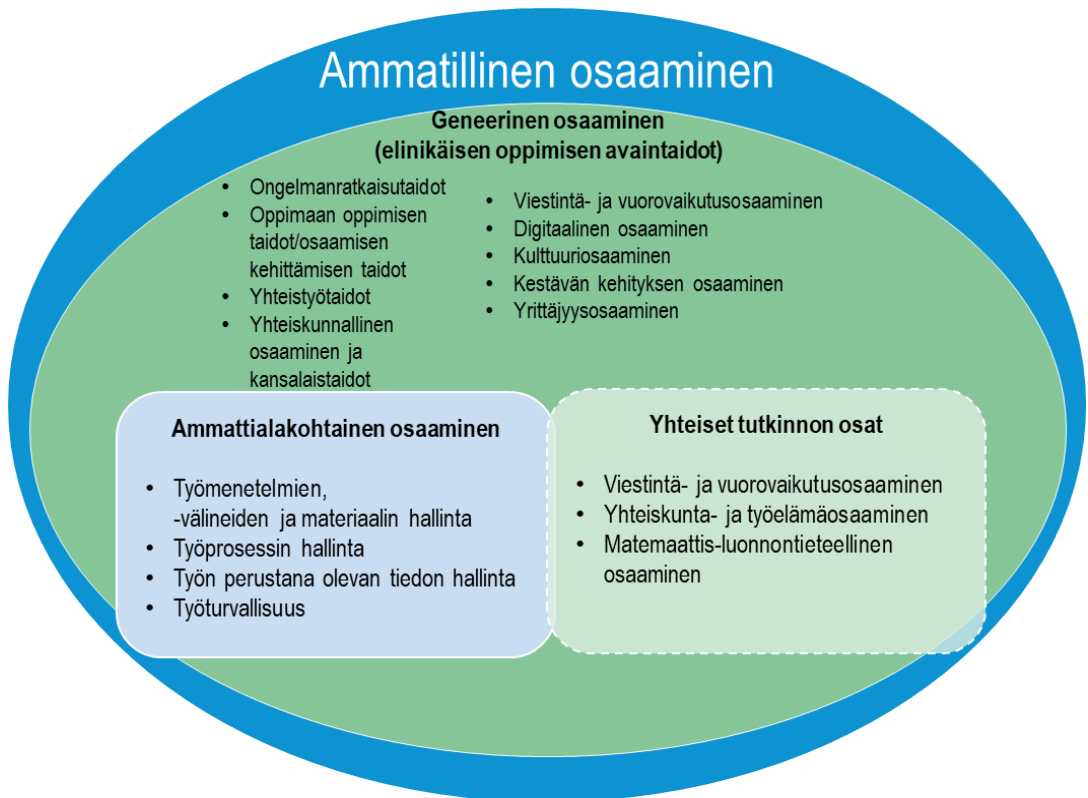 Ammatillinen osaaminen
Geneerinen osaaminen
(elinikäisen oppimisen avaintaidot)
• Ongelmanratkaisutaidot
• Oppimaan oppimisen
taidot/osaamisen
kehittämisen taidot
• Yhteistyötaidot
• Yhteiskunnallinen
osaaminen ja
kansalaistaidot
• Viestintä- ja vuorovaikutusosaaminen
• Digitaalinen osaaminen
• Kulttuuriosaaminen
• Kestävän kehityksen osaaminen
• Yrittäjyysosaaminen
Ammattialakohtainen osaaminen
• Työmenetelmien,
-välineiden ja materiaalin hallinta
• Työprosessin hallinta
• Työn perustana olevan tiedon hallinta
• Työturvallisuus
Yhteiset tutkinnon osat
• Viestintä- ja vuorovaikutusosaaminen
• Yhteiskunta- ja työelämäosaaminen
• Matemaattis-luonnontieteellinen
osaaminen